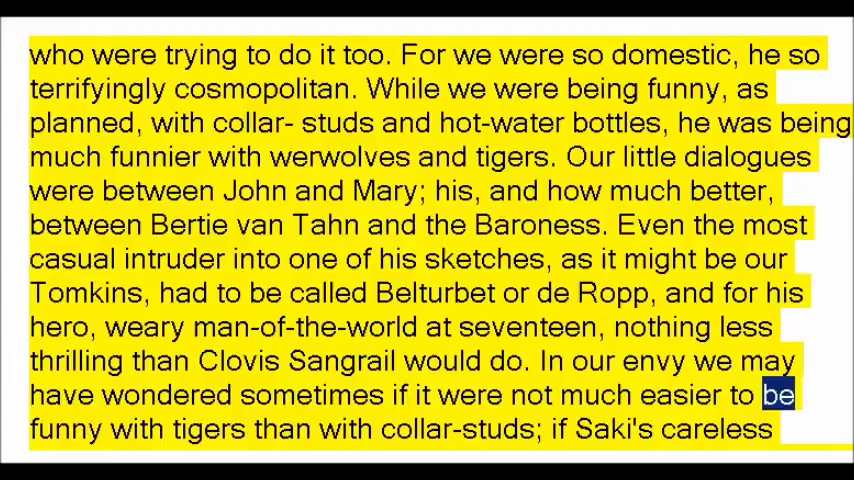 who were trying to do it too. For we were so domestic, he so
terrifyingly cosmopolitan. While we were being funny, as
planned, with collar- studs and hot-water bottles, he was being
much funnier with werwolves and tigers. Our little dialogues
were between John and Mary; his, and how much better,
between Bertie van Tahn and the Baroness. Even the most
casual intruder into one of his sketches, as it might be our
Tomkins, had to be called Belturbet or de Ropp, and for his
hero, weary man-of-the-world at seventeen, nothing less
thrilling than Clovis Sangrail would do. In our envy we may
have wondered sometimes if it were not much easier to be
funny with tigers than with collar-studs; if Saki's careless